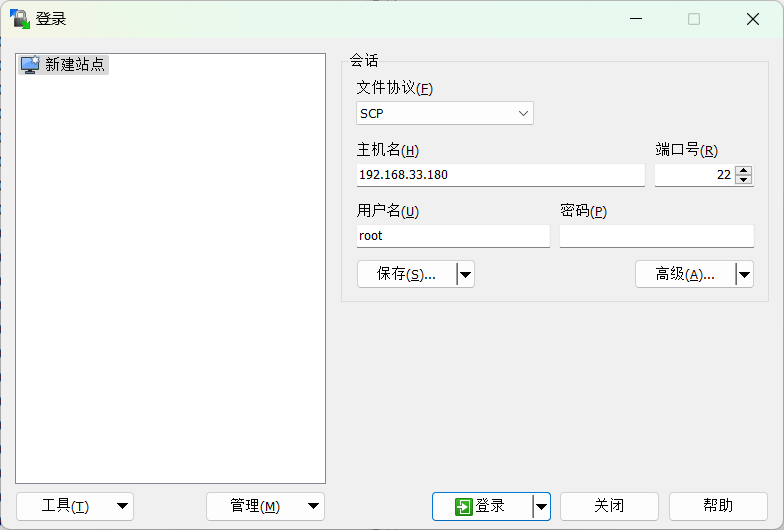 登录
新建站点
会话
文件协议(F)
SCP
主机名(H)
端口号(R)
192.168.33.180
22
用户名(U)
密码(P)
root
保存(S)...
高级(A)...
工具(T)
管理(M)
登录
关闭
帮助